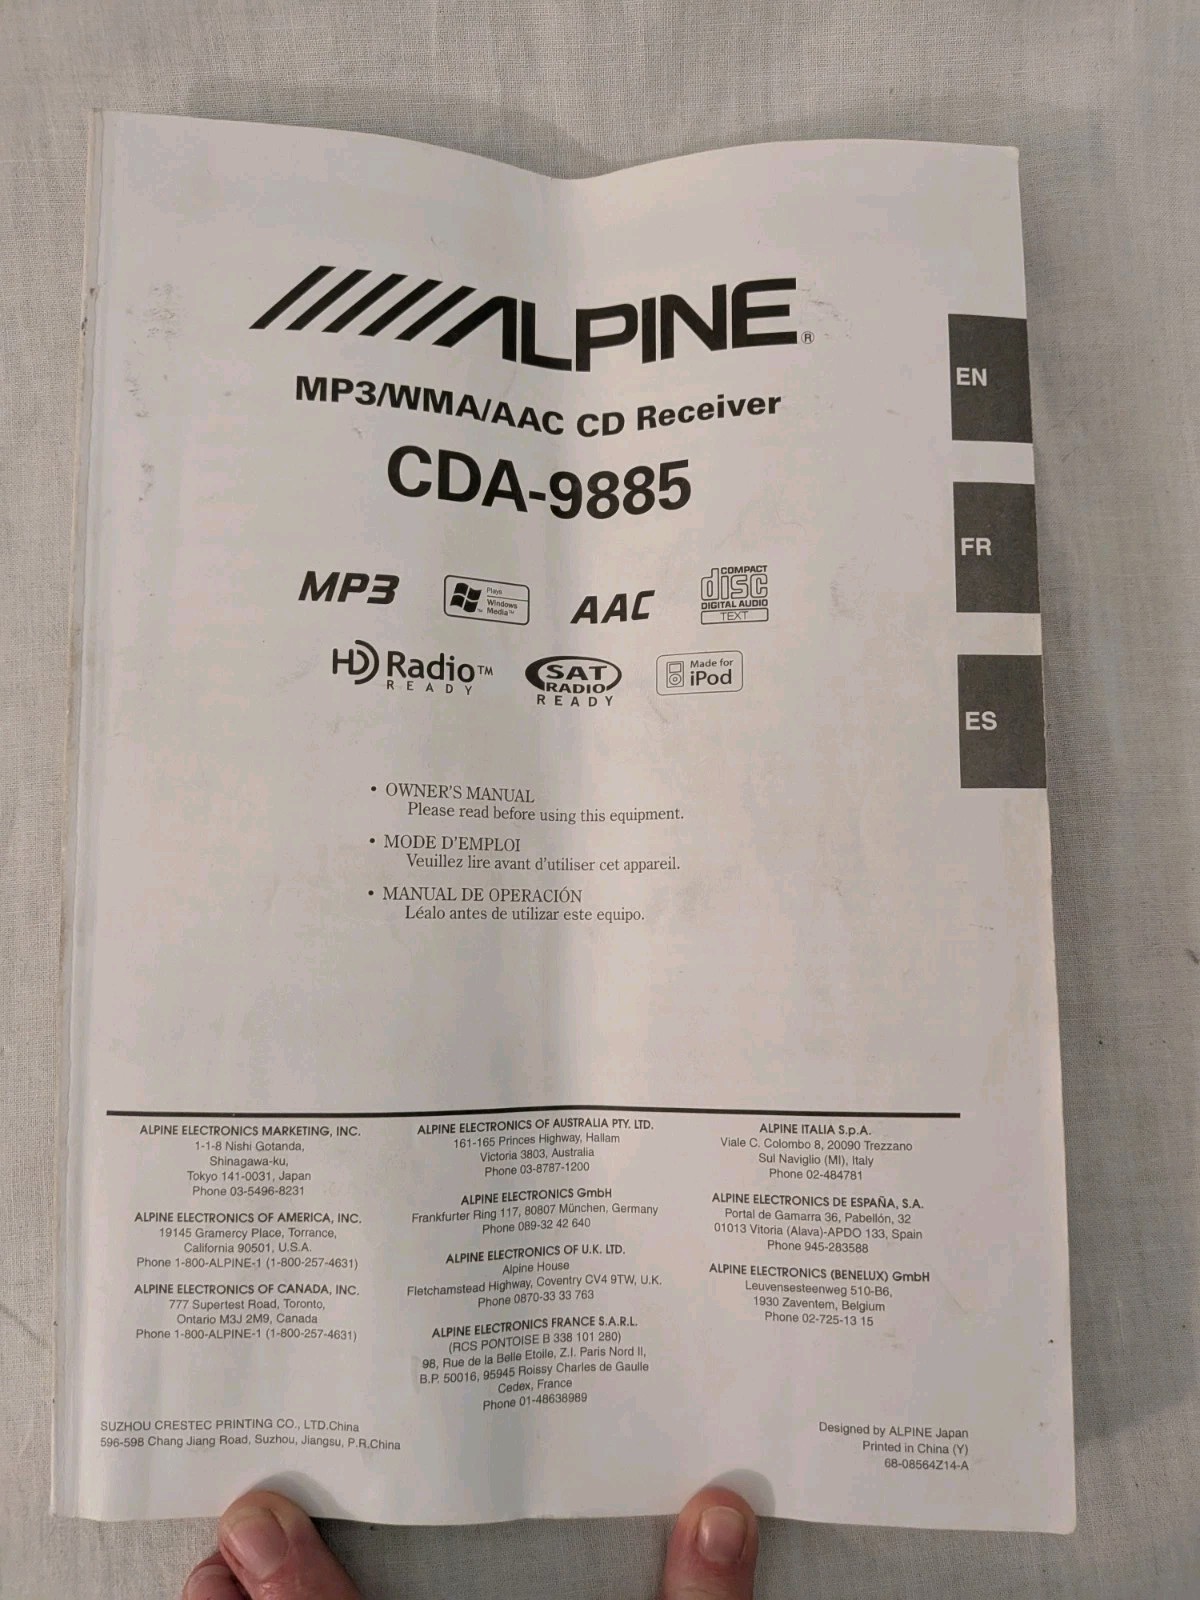 ALPINE®
MP3/WMA/AAC CD Receiver
CDA-9885
EN
FR
ES
MP3
Plays
Windows
Media™
AAC
COMPACT
disc
DIGITAL AUDIO
TEXT
HD Radio™
READY
SAT
RADIO
READY
Made for
iPod
• OWNER'S MANUAL
Please read before using this equipment.
• MODE D'EMPLOI
Veuillez lire avant d'utiliser cet appareil.
• MANUAL DE OPERACIÓN
Léalo antes de utilizar este equipo.
ALPINE ELECTRONICS MARKETING, INC.
1-1-8 Nishi Gotanda,
Shinagawa-ku,
Tokyo 141-0031, Japan
Phone 03-5496-8231
ALPINE ELECTRONICS OF AMERICA, INC.
19145 Gramercy Place, Torrance,
California 90501, U.S.A.
Phone 1-800-ALPINE-1 (1-800-257-4631)
ALPINE ELECTRONICS OF CANADA, INC.
777 Supertest Road, Toronto,
Ontario M3J 2M9, Canada
Phone 1-800-ALPINE-1 (1-800-257-4631)
ALPINE ELECTRONICS OF AUSTRALIA PTY. LTD.
161-165 Princes Highway, Hallam
Victoria 3803, Australia
Phone 03-8787-1200
ALPINE ELECTRONICS GmbH
Frankfurter Ring 117, 80807 München, Germany
Phone 089-32 42 640
ALPINE ELECTRONICS OF U.K. LTD.
Alpine House
Fletchamstead Highway, Coventry CV4 9TW, U.K.
Phone 0870-33 33 763
ALPINE ELECTRONICS FRANCE S.A.R.L.
(RCS PONTOISE B 338 101 280)
98, Rue de la Belle Etoile, Z.I. Paris Nord II,
B.P. 50016, 95945 Roissy Charles de Gaulle
Cedex, France
Phone 01-48638989
ALPINE ITALIA S.p.A.
Viale C. Colombo 8, 20090 Trezzano
Sul Naviglio (MI), Italy
Phone 02-484781
ALPINE ELECTRONICS DE ESPAÑA, S.A.
Portal de Gamarra 36, Pabellón, 32
01013 Vitoria (Alava)-APDO 133, Spain
Phone 945-283588
ALPINE ELECTRONICS (BENELUX) GmbH
Leuvensesteenweg 510-B6,
1930 Zaventem, Belgium
Phone 02-725-13 15
SUZHOU CRESTEC PRINTING CO., LTD.China
596-598 Chang Jiang Road, Suzhou, Jiangsu, P.R.China
Designed by ALPINE Japan
Printed in China (Y)
68-08564Z14-A